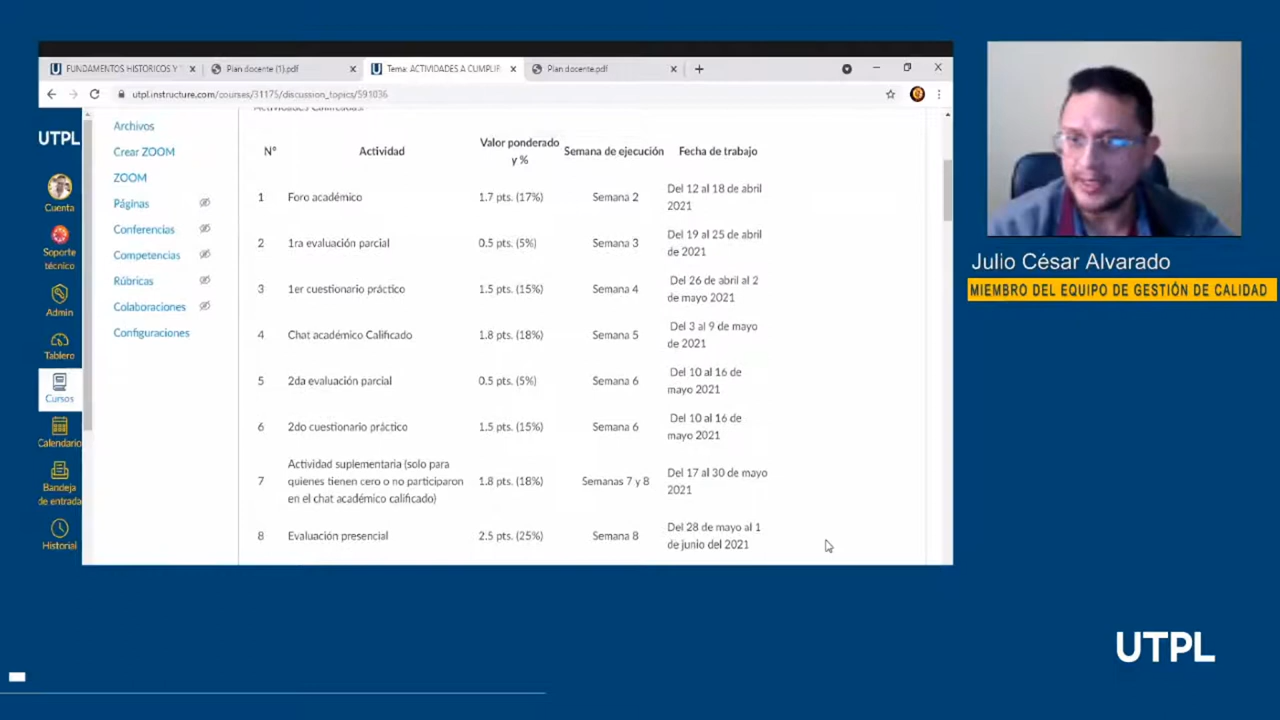 FUNDAMENTOS HISTORICOS Y
Plan docente (1).pdf
Tema: ACTIVIDADES A CUMPLIR
Plan docente.pdf
utpl.instructure.com/courses/31175/discussion_topics/591036
UTPL
Cuenta
Soporte
técnico
Admin
Tablero
Cursos
Calendario
Bandeja
de entrada
Historial
Archivos
Crear ZOOM
ZOOM
Páginas
Conferencias
Competencias
Rúbricas
Colaboraciones
Configuraciones
Actividades Calificadas:
N° Actividad Valor ponderado y % Semana de ejecución Fecha de trabajo
1 Foro académico 1.7 pts. (17%) Semana 2 Del 12 al 18 de abril
2021
2 1ra evaluación parcial 0.5 pts. (5%) Semana 3 Del 19 al 25 de abril
de 2021
3 1er cuestionario práctico 1.5 pts. (15%) Semana 4 Del 26 de abril al 2
de mayo 2021
4 Chat académico Calificado 1.8 pts. (18%) Semana 5 Del 3 al 9 de mayo
de 2021
5 2da evaluación parcial 0.5 pts. (5%) Semana 6 Del 10 al 16 de
mayo 2021
6 2do cuestionario práctico 1.5 pts. (15%) Semana 6 Del 10 al 16 de
mayo 2021
7 Actividad suplementaria (solo para
quienes tienen cero o no participaron
en el chat académico calificado) 1.8 pts. (18%) Semanas 7 y 8 Del 17 al 30 de mayo
2021
8 Evaluación presencial 2.5 pts. (25%) Semana 8 Del 28 de mayo al 1
de junio del 2021
Julio César Alvarado
MIEMBRO DEL EQUIPO DE GESTIÓN DE CALIDAD
UTPL